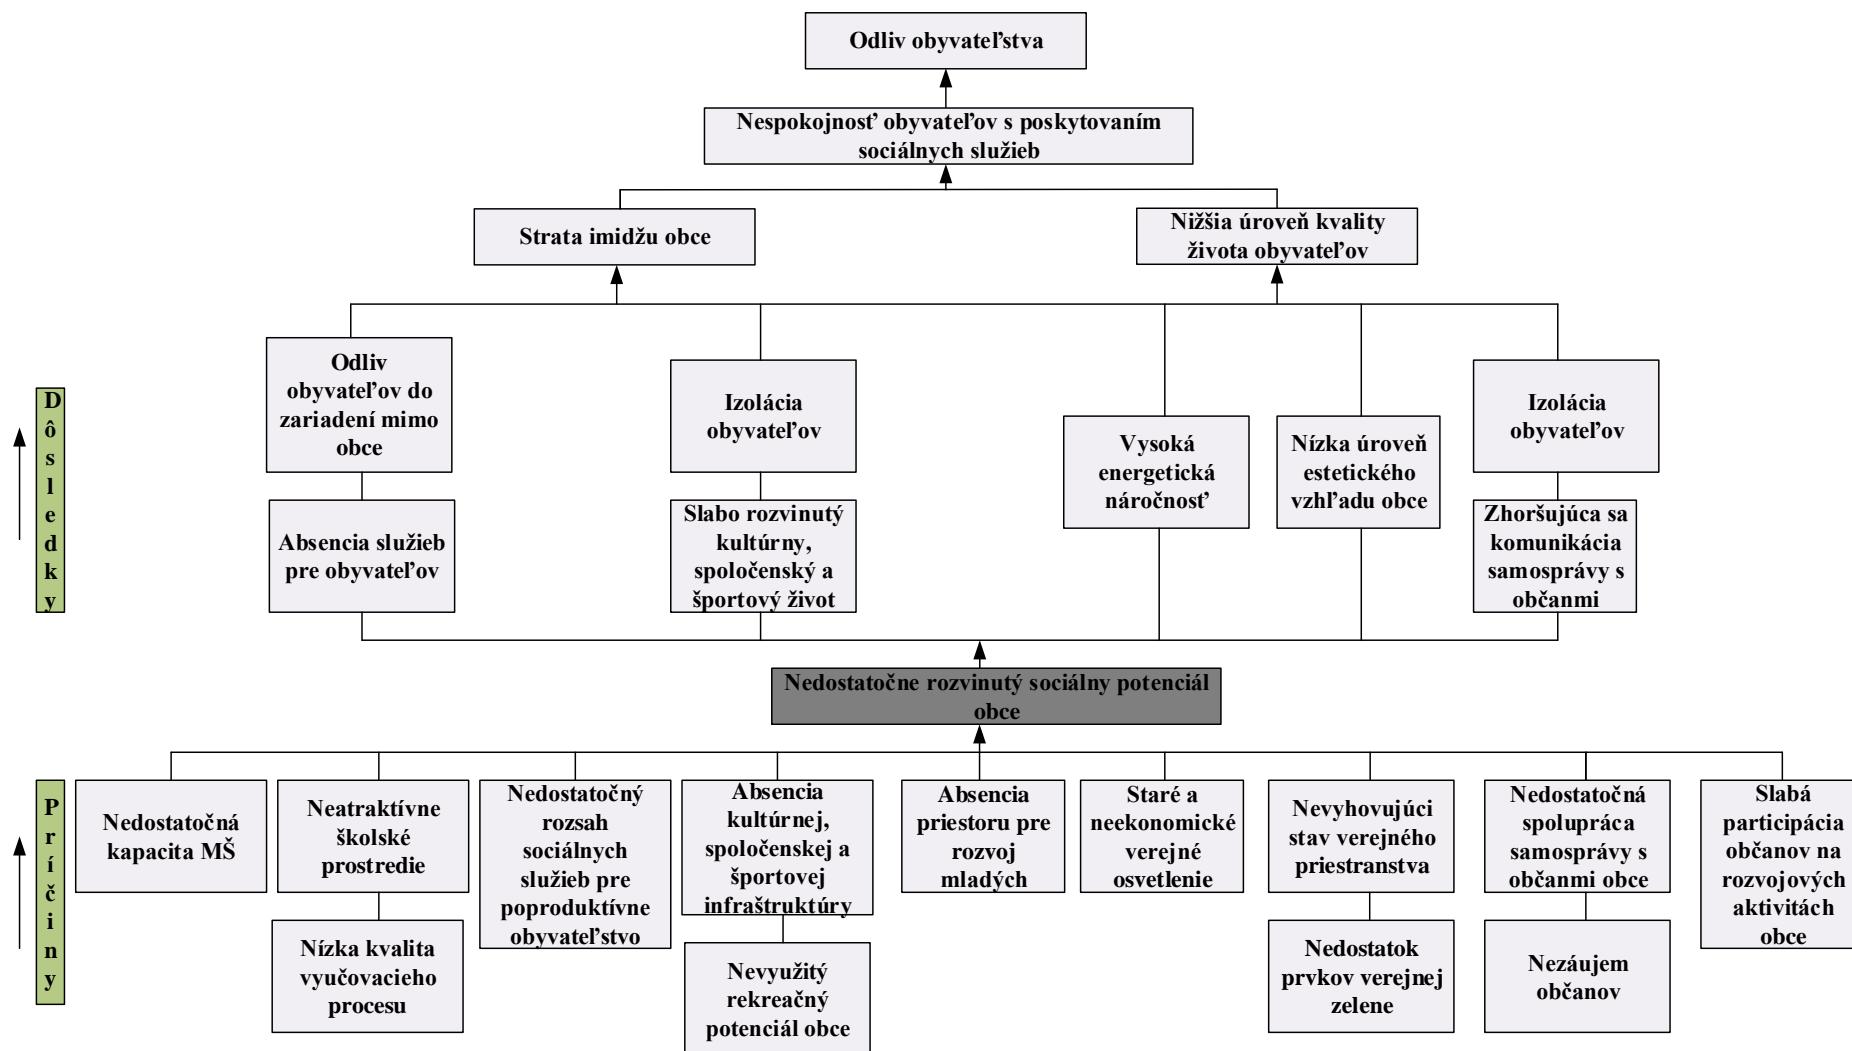 Odliv obyvateľstva
Nespokojnosť obyvateľov s poskytovaním
sociálnych služieb
Strata imidžu obce
Nižšia úroveň kvality
života obyvateľov
Odliv
obyvateľov do
zariadení mimo
obce
Izolácia
obyvateľov
Vysoká
energetická
náročnosť
Nízka úroveň
estetického
vzhľadu obce
Izolácia
obyvateľov
Absencia služieb
pre obyvateľov
Slabo rozvinutý
kultúrny,
spoločenský a
športový život
Zhoršujúca sa
komunikácia
samosprávy s
občanmi
D
ô
s
l
e
d
k
y
Nedostatočne rozvinutý sociálny potenciál
obce
P
r
í
č
i
n
y
Nedostatočná
kapacita MŠ
Neatraktívne
školské
prostredie
Nedostatočný
rozsah
sociálnych
služieb pre
poproduktívne
obyvateľstvo
Absencia
kultúrnej,
spoločenskej a
športovej
infraštruktúry
Absencia
priestoru pre
rozvoj
mladých
Staré a
neekonomické
verejné
osvetlenie
Nevyhovujúci
stav verejného
priestranstva
Nedostatočná
spolupráca
samosprávy s
občanmi obce
Slabá
participácia
občanov na
rozvojových
aktivitách
obce
Nízka kvalita
vyučovacieho
procesu
Nevyužitý
rekreačný
potenciál obce
Nedostatok
prvkov verejnej
zelene
Nezáujem
občanov